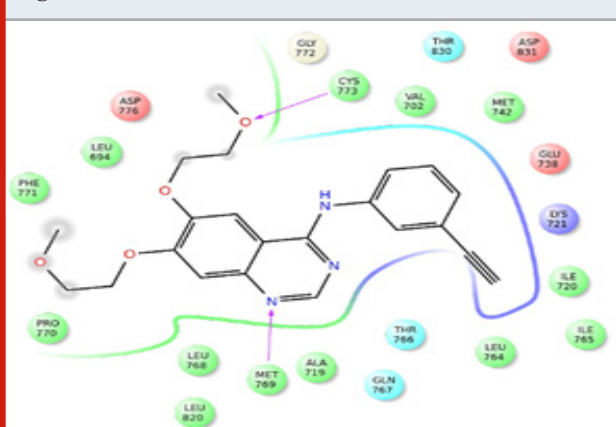 GLY
772
THR
830
ASP
831
CYS
773
VAL
702
MET
742
ASP
776
LEU
694
GLU
738
PHE
771
LYS
721
ILE
720
PRO
770
THR
766
ILE
765
LEU
764
LEU
768
MET
769
ALA
719
GLN
767
LEU
820
O
O
O
O
H
N
N
N